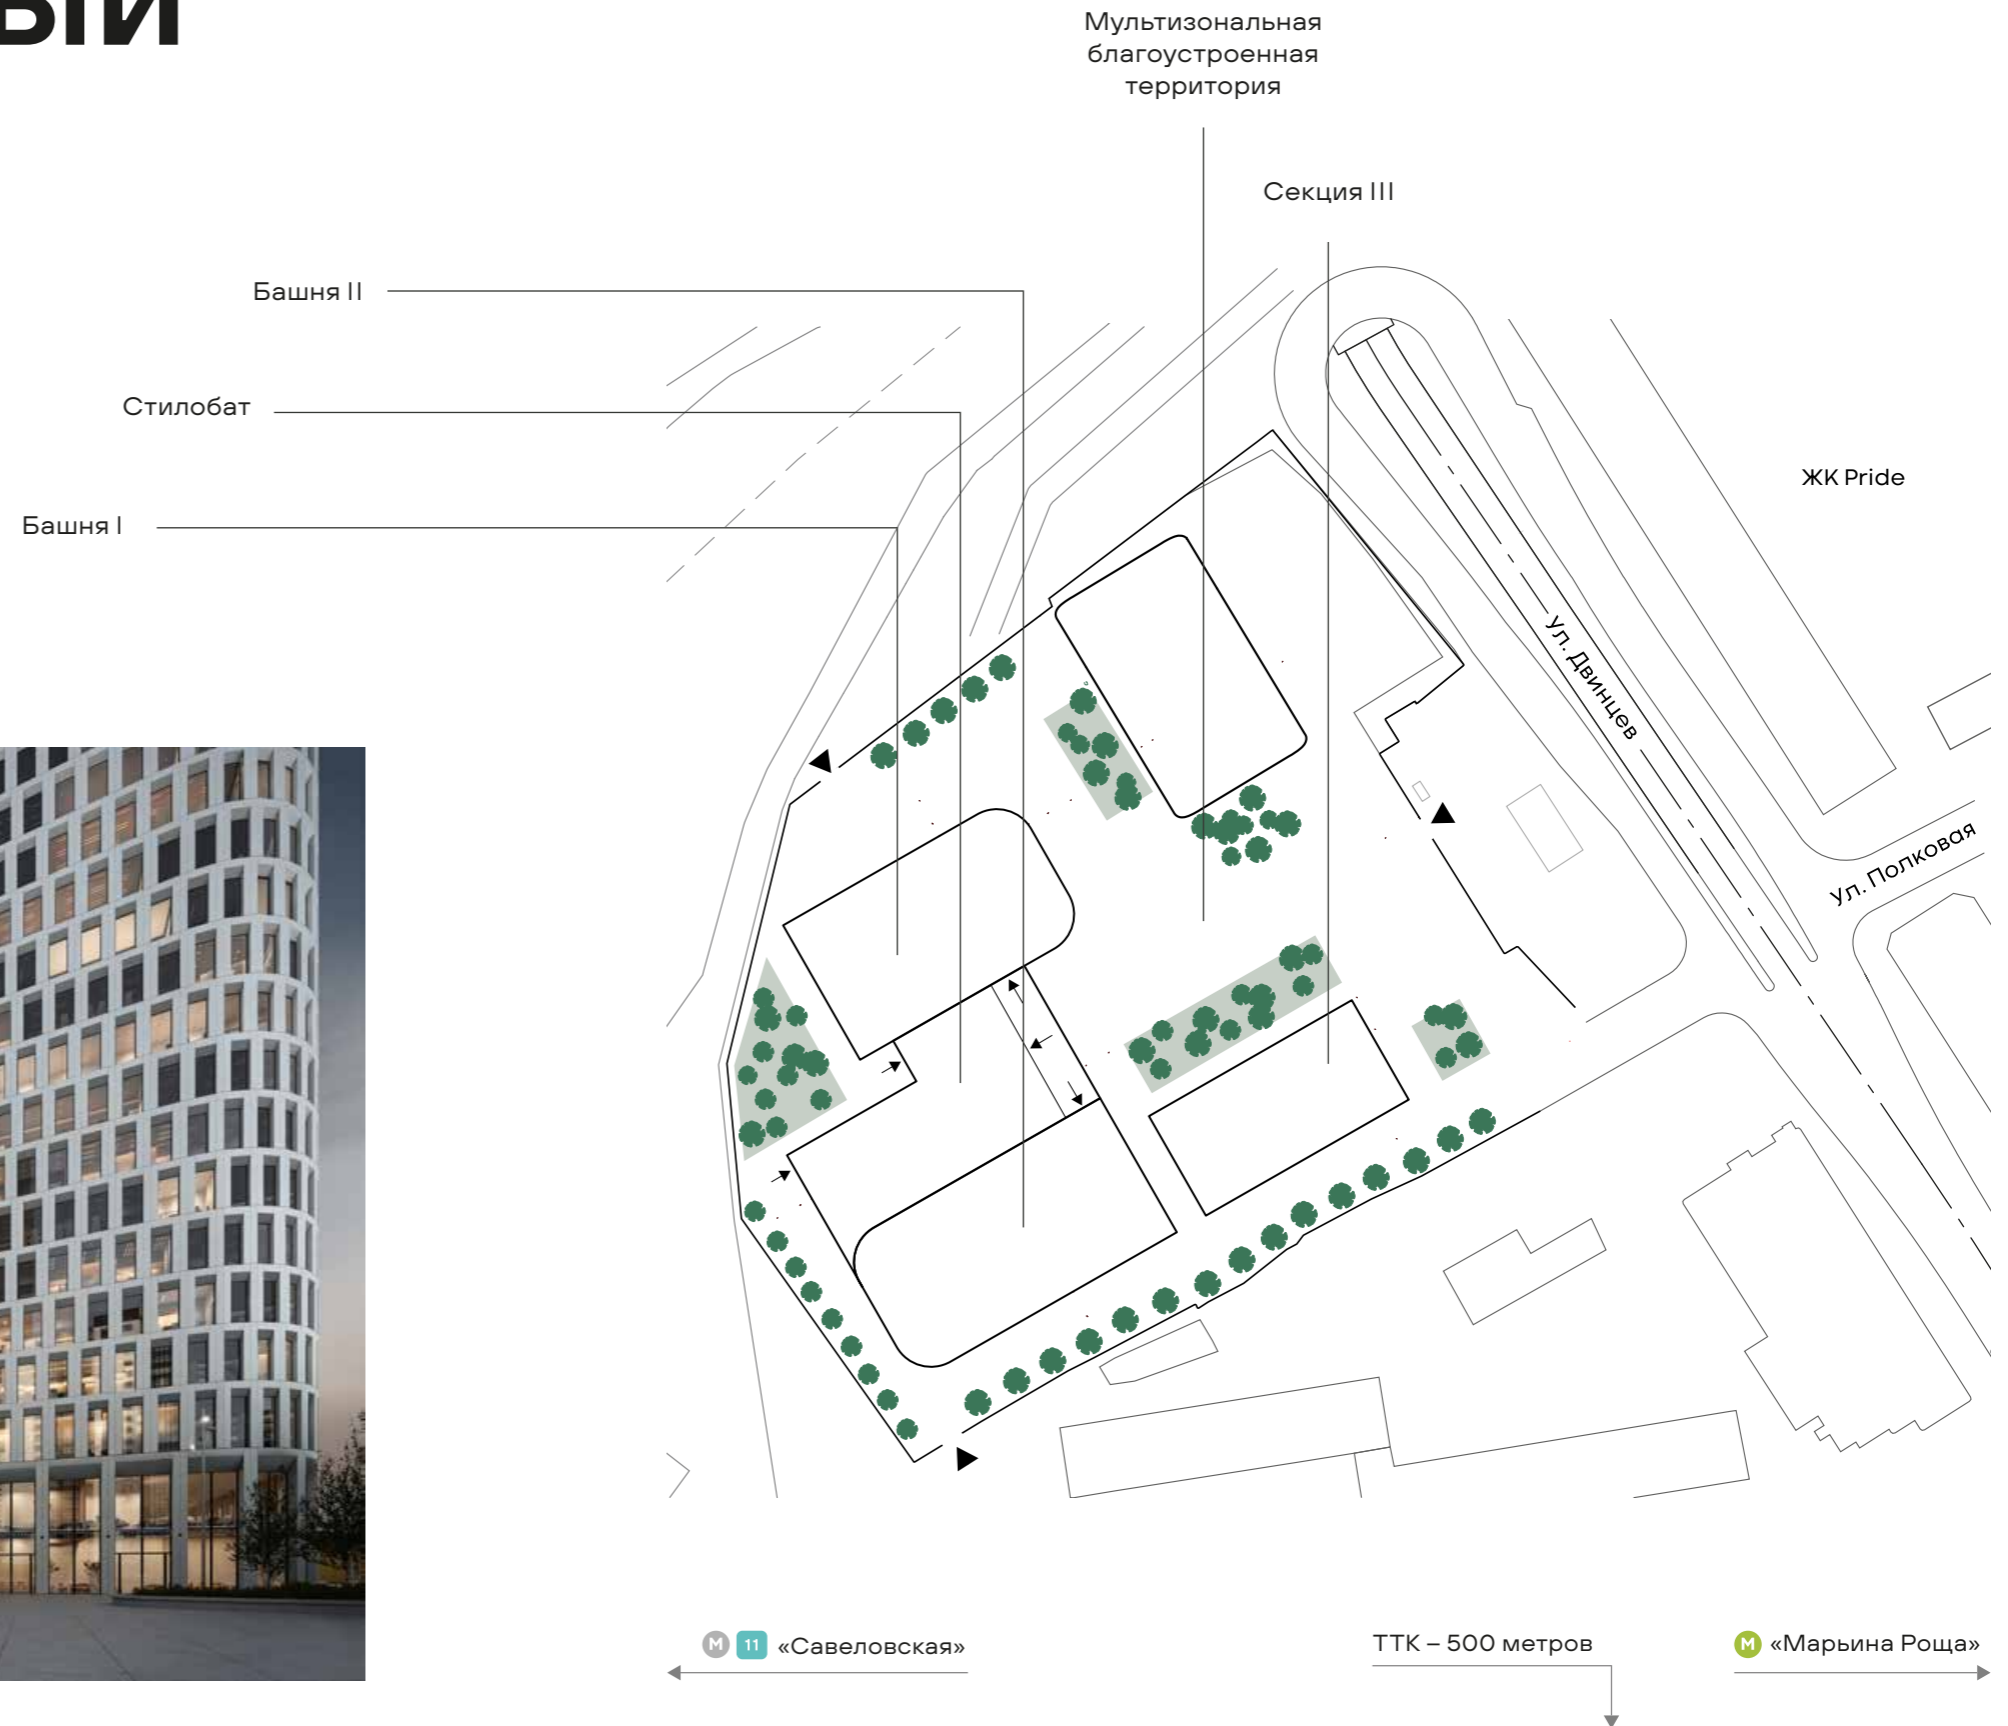 Мультизональная
благоустроенная
территория
Секция III
Башня II
Стилобат
Башня I
ЖК Pride
Ул. Двинцев
Ул. Полковая
М 11 «Савеловская»
ТТК – 500 метров
М «Марьина Роща»